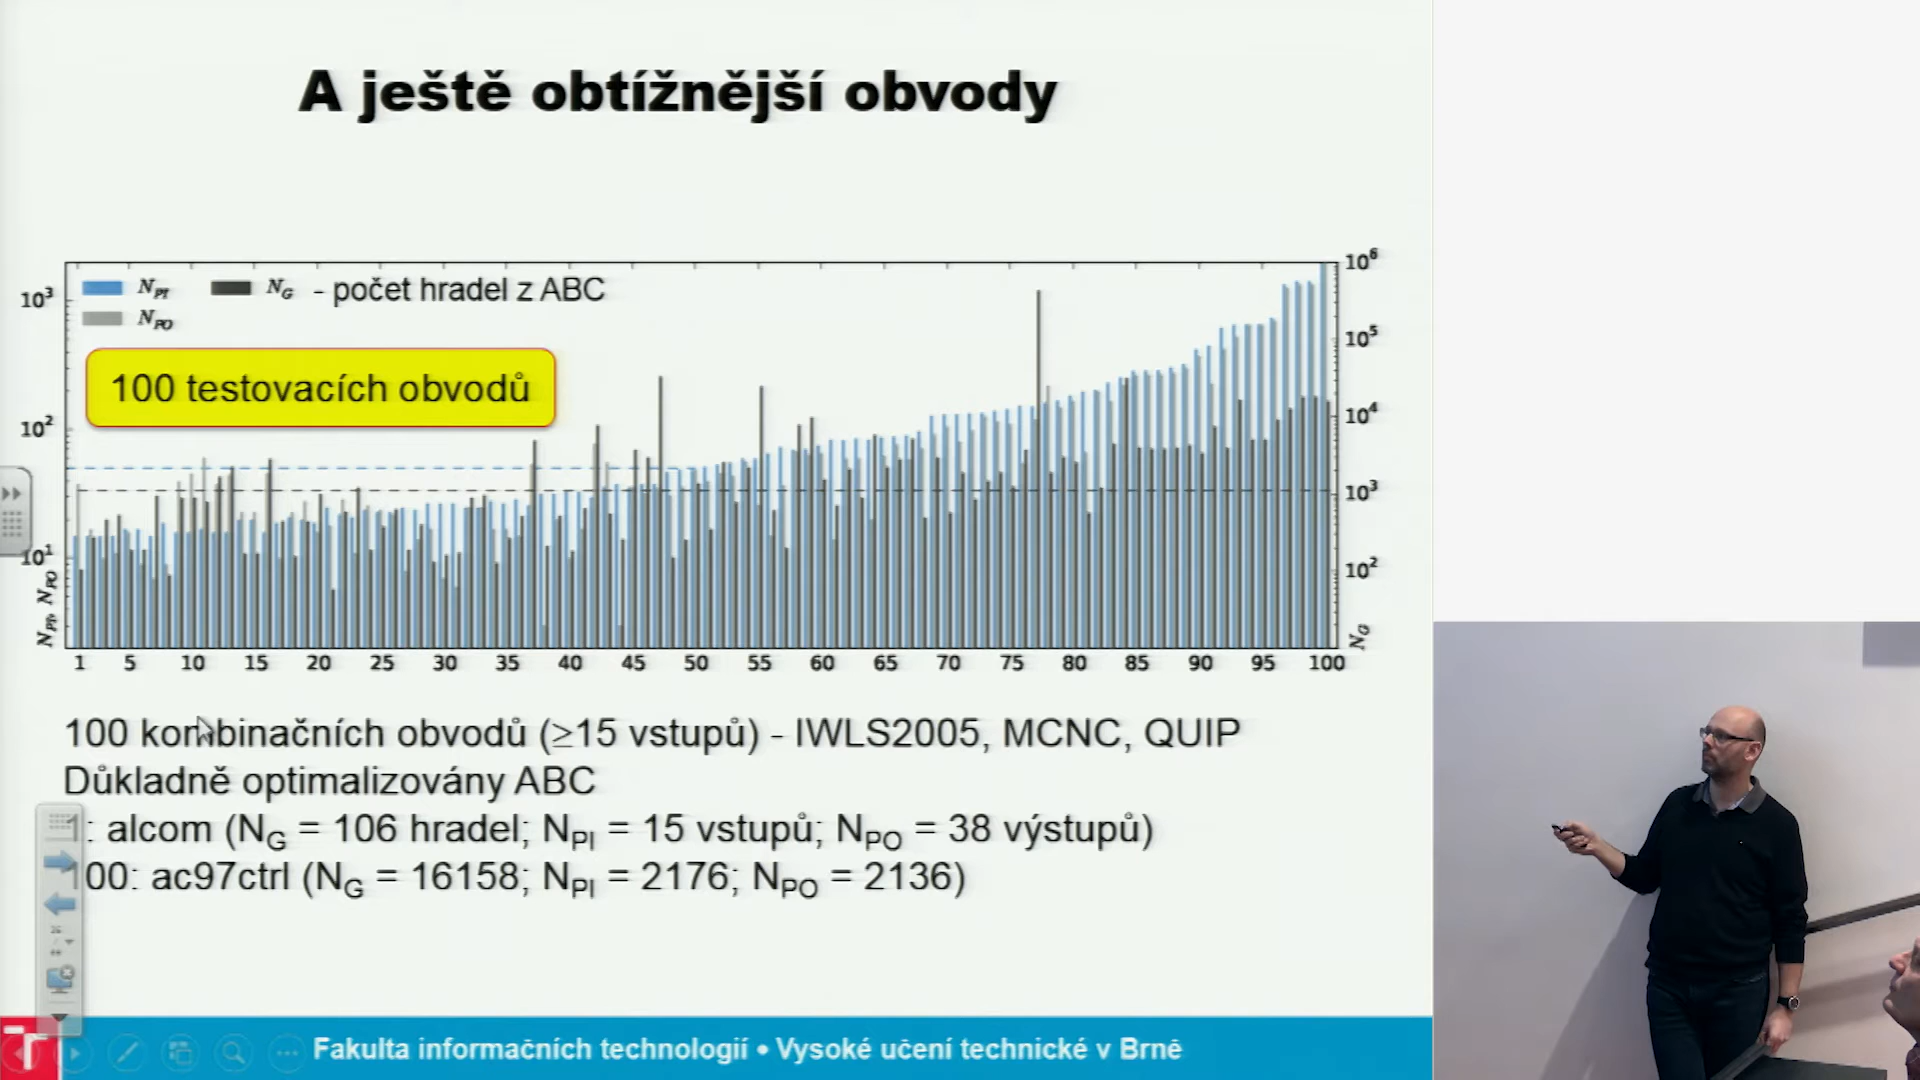 A ještě obtížnější obvody
N_PI N_G - počet hradel z ABC
N_PO
100 testovacích obvodů
10³ 10² 10¹
N_PI, N_PO
10⁶ 10⁵ 10⁴ 10³ 10²
N_G
1 5 10 15 20 25 30 35 40 45 50 55 60 65 70 75 80 85 90 95 100
100 kombinačních obvodů (≥15 vstupů) - IWLS2005, MCNC, QUIP
Důkladně optimalizovány ABC
1: alcom (N_G = 106 hradel; N_PI = 15 vstupů; N_PO = 38 výstupů)
100: ac97ctrl (N_G = 16158; N_PI = 2176; N_PO = 2136)
Fakulta informačních technologií • Vysoké učení technické v Brně